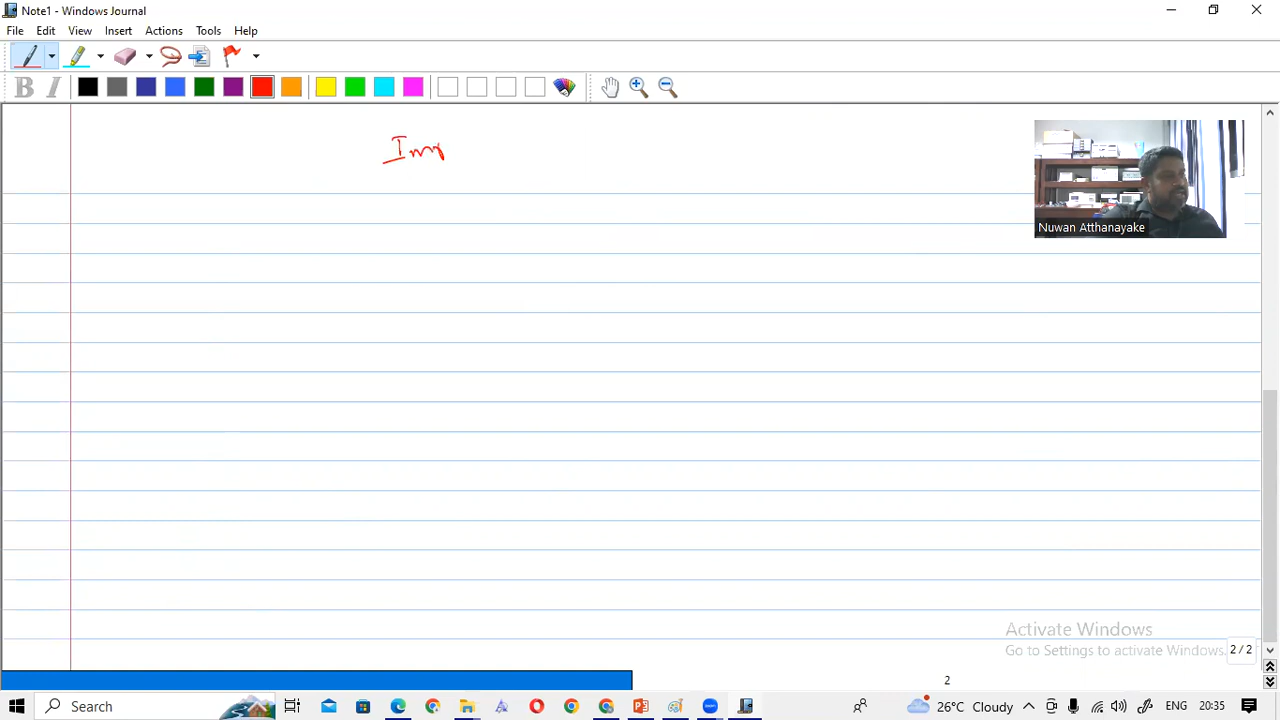 Note1 - Windows Journal
File Edit View Insert Actions Tools Help
B I
Nuwan Atthanayake
Activate Windows
Go to Settings to activate Windows.
2/2
2
Search
26°C Cloudy
ENG
20:35